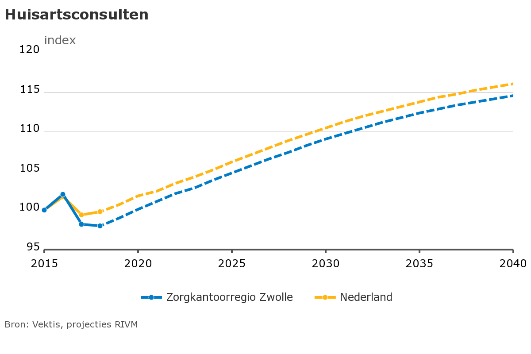 Huisartsconsulten
index
120
115
110
105
100
95
2015 2020 2025 2030 2035 2040
Zorgkantoorregio Zwolle Nederland
Bron: Vektis, projecties RIVM